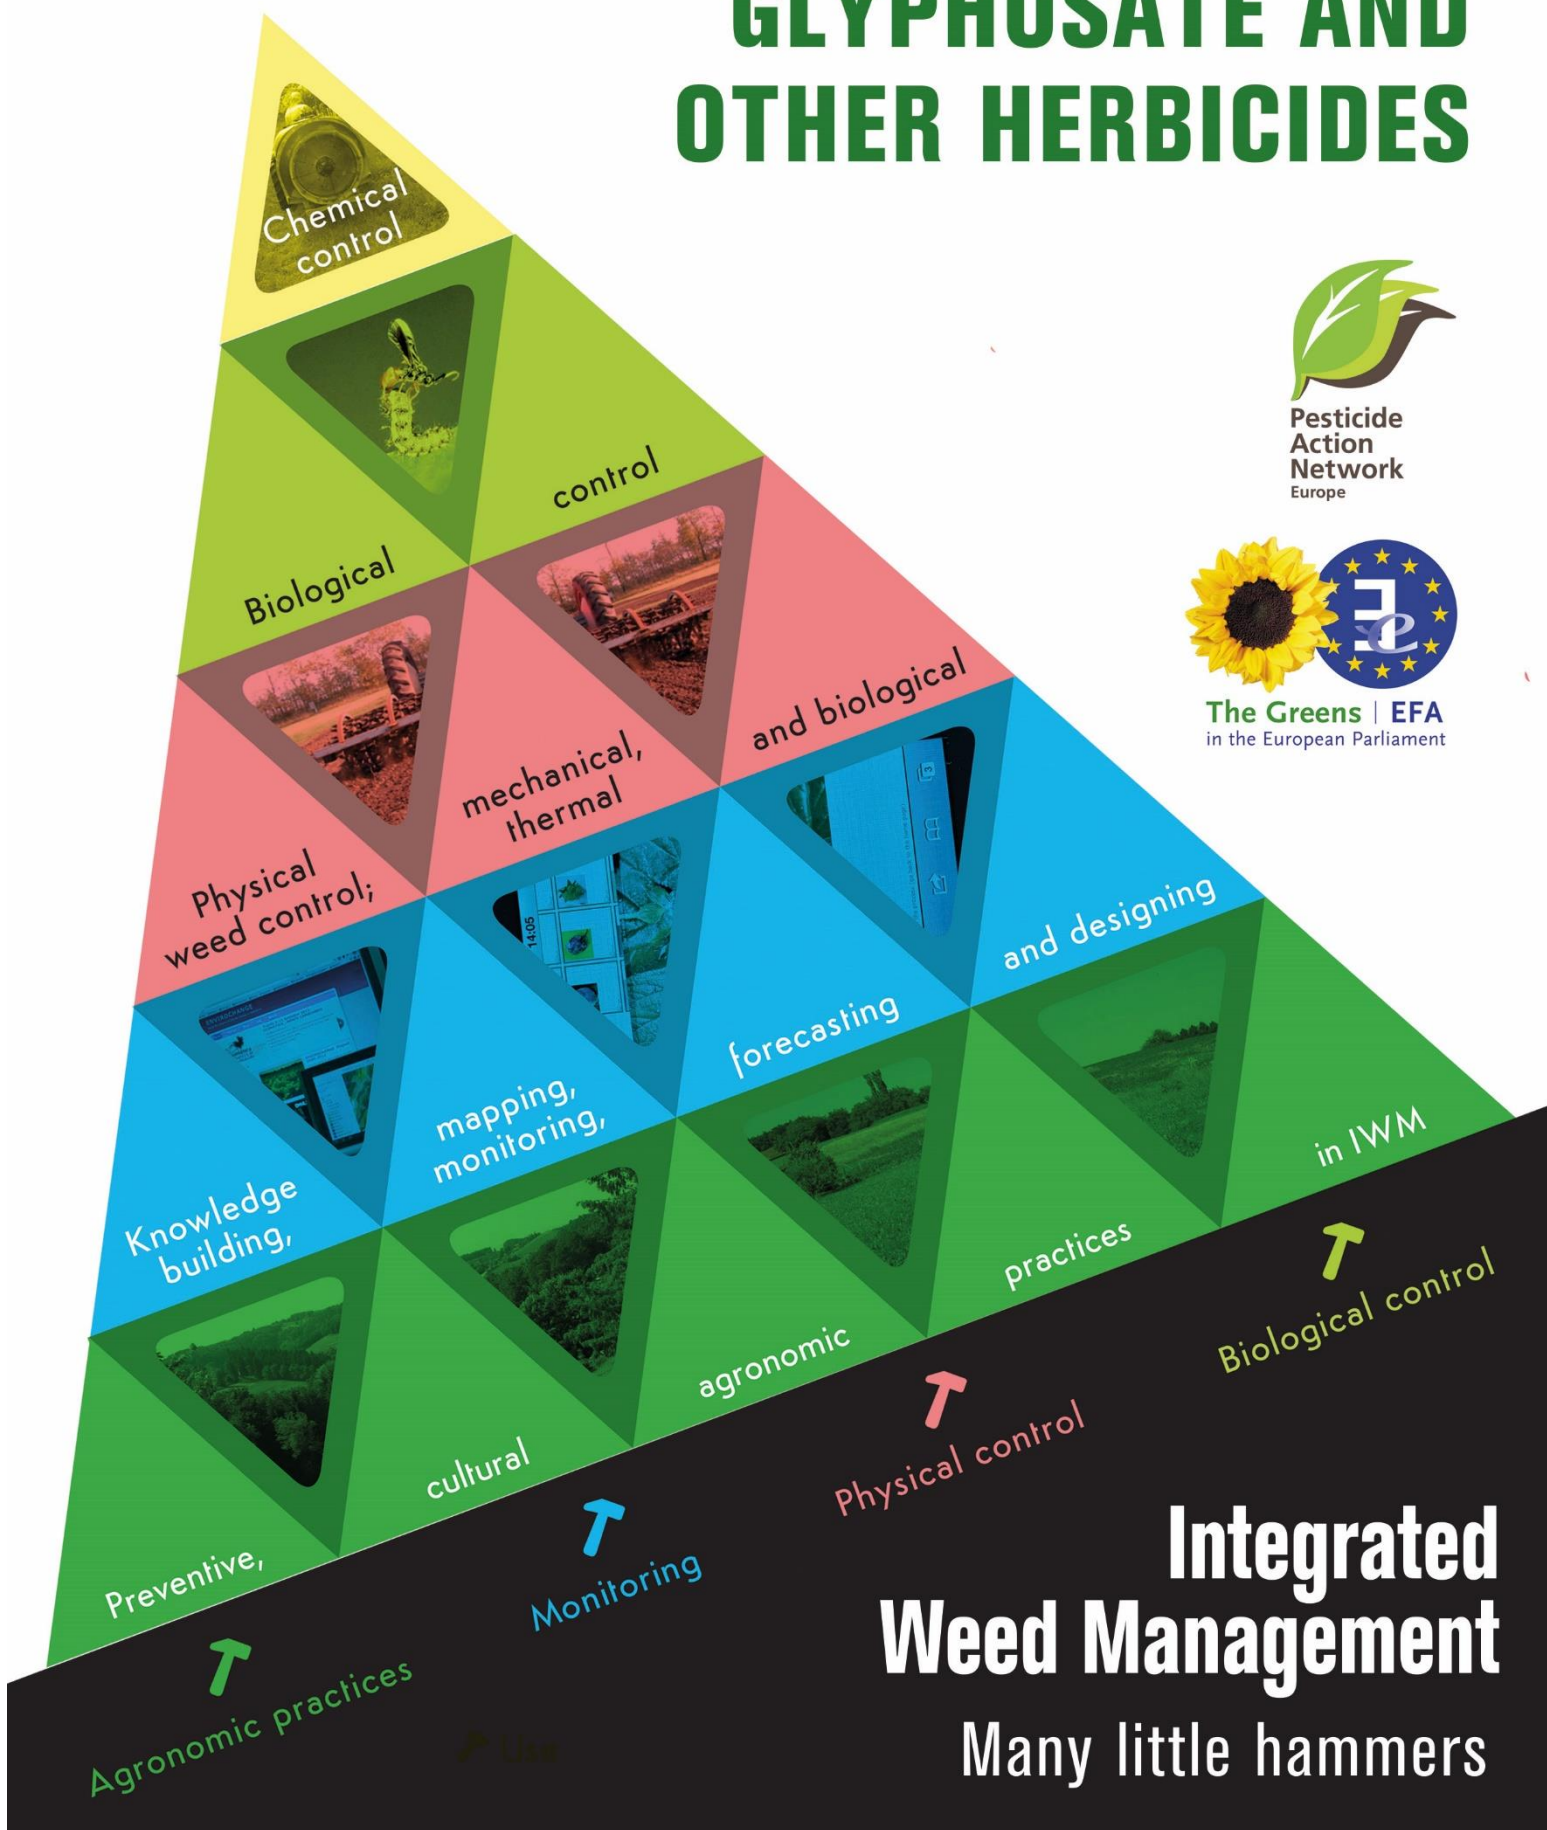 GLYPHOSATE AND
OTHER HERBICIDES
Chemical
control
Pesticide
Action
Network
Europe
Biological
control
The Greens | EFA
in the European Parliament
Physical
weed control;
mechanical,
thermal
and biological
Knowledge
building,
mapping,
monitoring,
forecasting
and designing
14:05
3
Preventive,
cultural
agronomic
practices
in IWM
Agronomic practices
Monitoring
Physical control
Biological control
Use
Integrated
Weed Management
Many little hammers